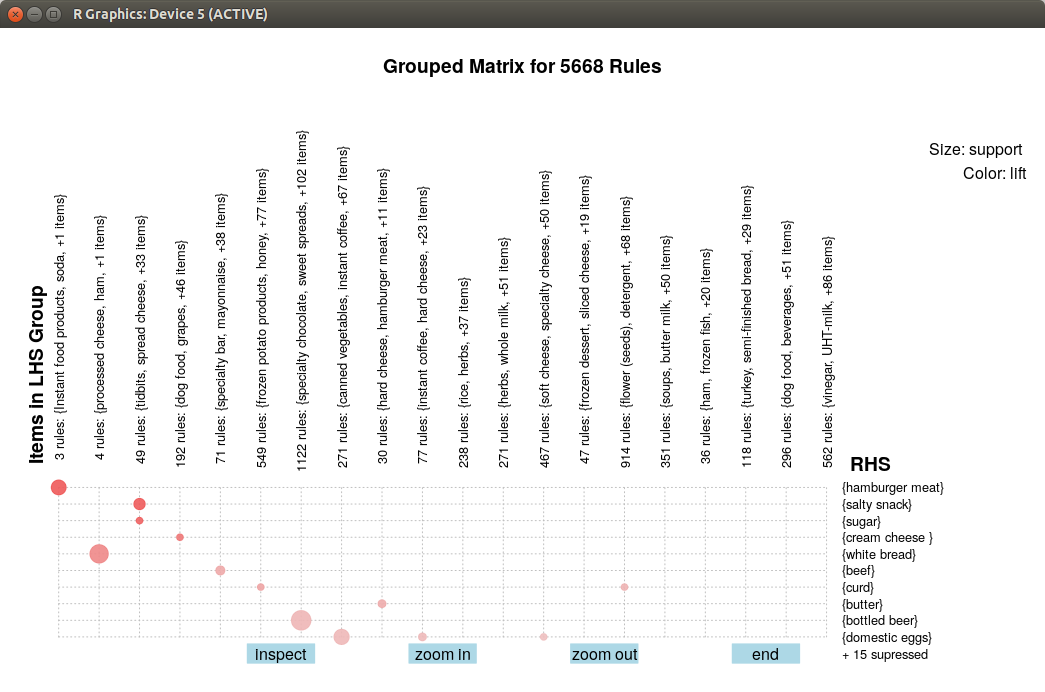 R Graphics: Device 5 (ACTIVE)
Grouped Matrix for 5668 Rules
Size: support
Color: lift
Items in LHS Group
3 rules: {Instant food products, soda, +1 items}
4 rules: {processed cheese, ham, +1 items}
49 rules: {tidbits, spread cheese, +33 items}
192 rules: {dog food, grapes, +46 items}
71 rules: {specialty bar, mayonnaise, +38 items}
549 rules: {frozen potato products, honey, +77 items}
1122 rules: {specialty chocolate, sweet spreads, +102 items}
271 rules: {canned vegetables, instant coffee, +67 items}
30 rules: {hard cheese, hamburger meat, +11 items}
77 rules: {instant coffee, hard cheese, +23 items}
238 rules: {rice, herbs, +37 items}
271 rules: {herbs, whole milk, +51 items}
467 rules: {soft cheese, specialty cheese, +50 items}
47 rules: {frozen dessert, sliced cheese, +19 items}
914 rules: {flower (seeds), detergent, +68 items}
351 rules: {soups, butter milk, +50 items}
36 rules: {ham, frozen fish, +20 items}
118 rules: {turkey, semi-finished bread, +29 items}
296 rules: {dog food, beverages, +51 items}
562 rules: {vinegar, UHT-milk, +86 items}
RHS
{hamburger meat}
{salty snack}
{sugar}
{cream cheese }
{white bread}
{beef}
{curd}
{butter}
{bottled beer}
{domestic eggs}
+ 15 supressed
inspect
zoom in
zoom out
end